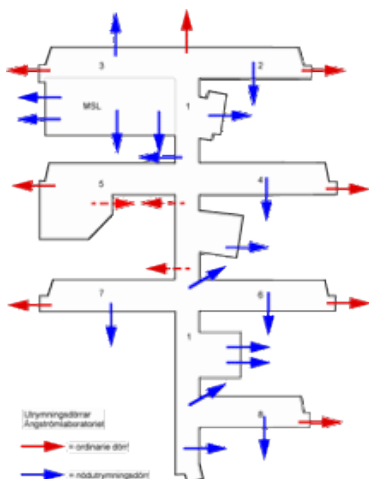 3
2
MSL
1
5
4
7
6
1
8
Utrymningsdörrar
Ångströmlaboratoriet
= ordinarie dörr
= nödutrymningsdörr